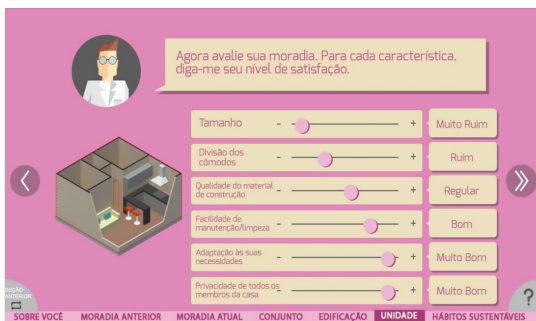 Agora avalie sua moradia. Para cada característica,
diga-me seu nível de satisfação.
Tamanho - + Muito Ruim
Divisão dos
cômodos - + Ruim
Qualidade do material
de construção - + Regular
Facilidade de
manutenção/limpeza - + Bom
Adaptação às suas
necessidades - + Muito Bom
Privacidade de todos os
membros da casa - + Muito Bom
SEÇÃO
ANTERIOR
?
SOBRE VOCÊ MORADIA ANTERIOR MORADIA ATUAL CONJUNTO EDIFICAÇÃO UNIDADE HÁBITOS SUSTENTÁVEIS